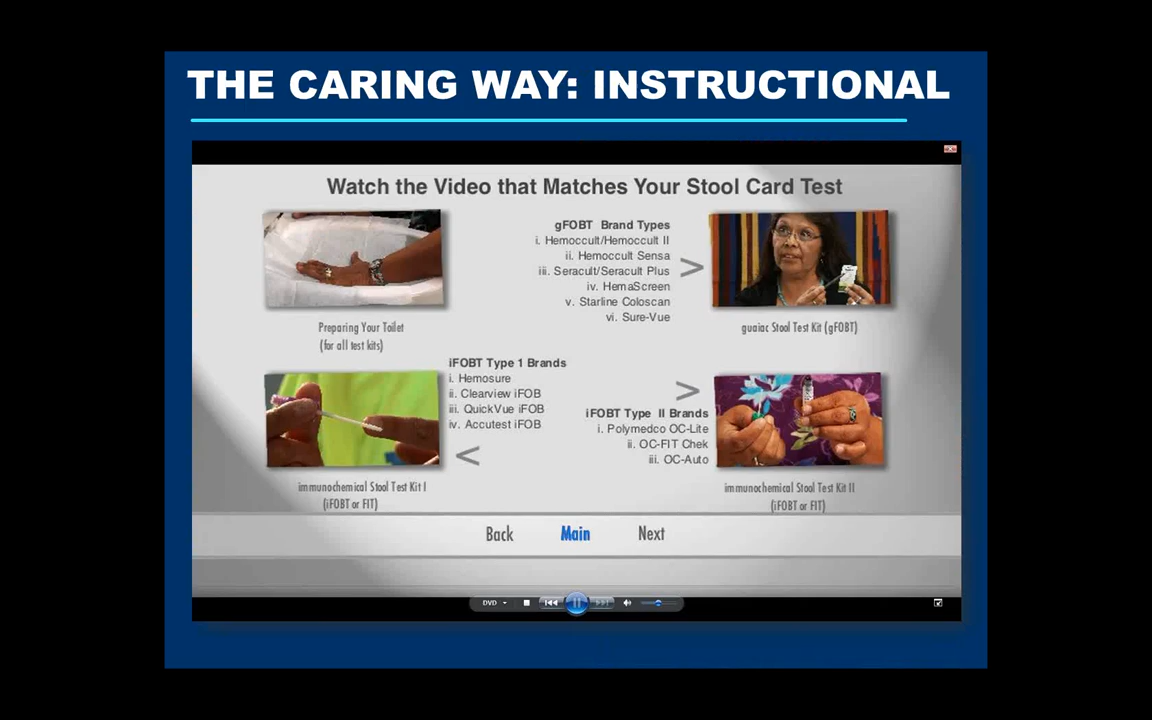 THE CARING WAY: INSTRUCTIONAL
Watch the Video that Matches Your Stool Card Test
Preparing Your Toilet
(for all test kits)
gFOBT Brand Types
i. Hemoccult/Hemoccult II
ii. Hemoccult Sensa
iii. Seracult/Seracult Plus
iv. HemaScreen
v. Starline Coloscan
vi. Sure-Vue
>
guaiac Stool Test Kit (gFOBT)
iFOBT Type 1 Brands
i. Hemosure
ii. Clearview iFOB
iii. QuickVue iFOB
iv. Accutest iFOB
<
immunochemical Stool Test Kit I
(iFOBT or FIT)
>
iFOBT Type II Brands
i. Polymedco OC-Lite
ii. OC-FIT Chek
iii. OC-Auto
immunochemical Stool Test Kit II
(iFOBT or FIT)
Back Main Next
DVD